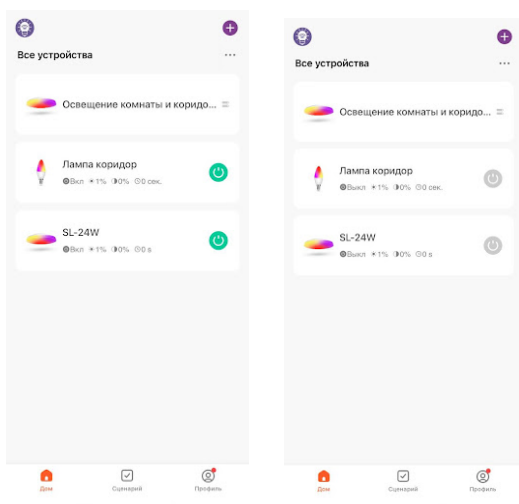 Все устройства
Освещение комнаты и коридо...
Лампа коридор
Вкл 1% 0% 0 сек.
SL-24W
Вкл 1% 0% 0 s
Дом
Сценарий
Профиль
Все устройства
Освещение комнаты и коридо...
Лампа коридор
Выкл 1% 0% 0 сек.
SL-24W
Выкл 1% 0% 0 s
Дом
Сценарий
Профиль